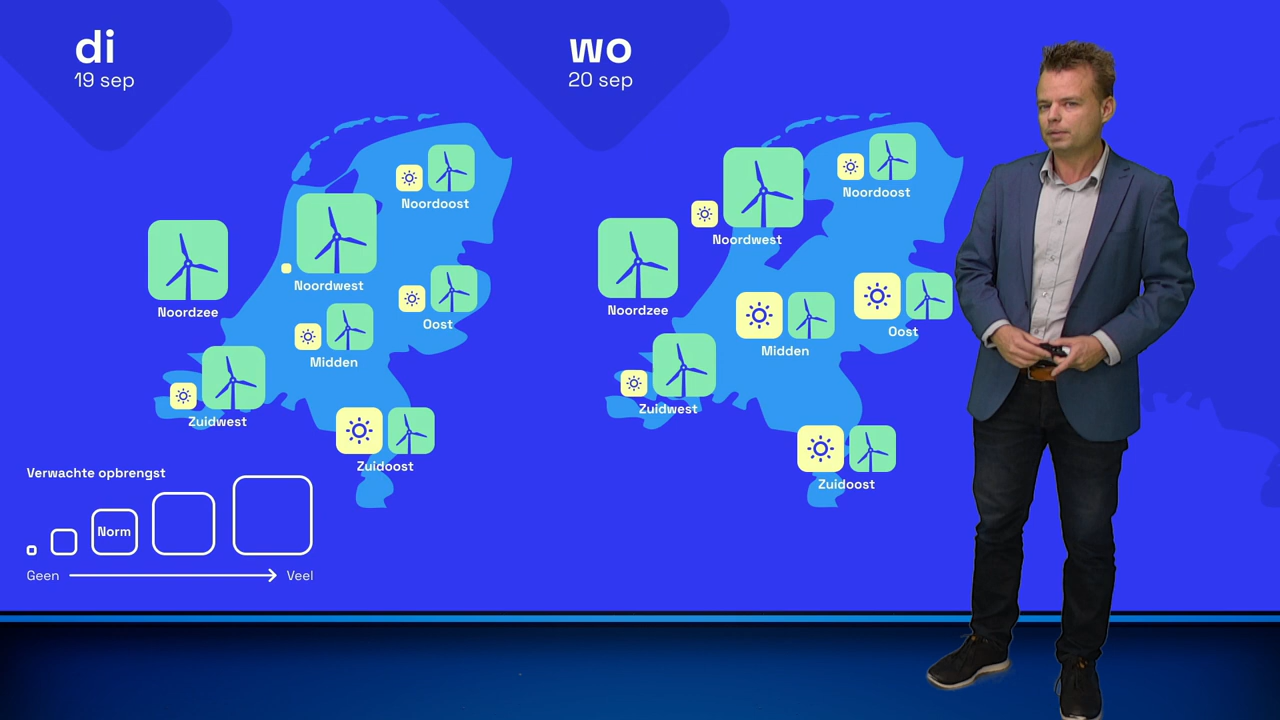 di
19 sep
Noordoost
Noordwest
Noordzee
Oost
Midden
Zuidwest
Zuidoost
Verwachte opbrengst
Norm
Geen
Veel
wo
20 sep
Noordoost
Noordwest
Noordzee
Oost
Midden
Zuidwest
Zuidoost